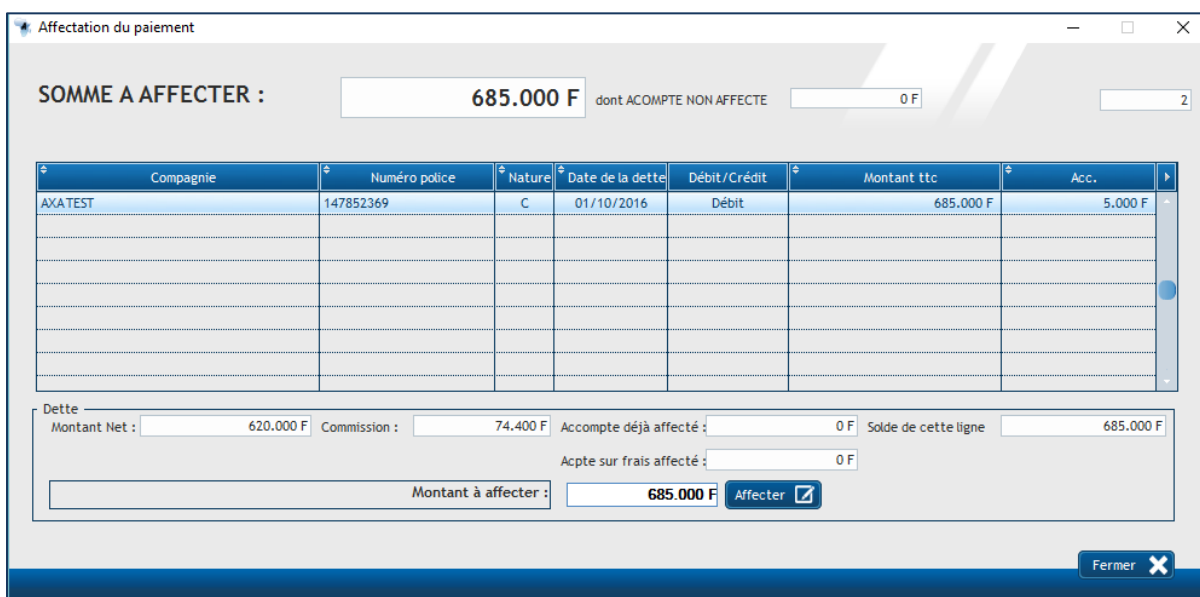 Affectation du paiement
SOMME A AFFECTER : 685.000 F dont ACOMPTE NON AFFECTE 0 F 2
Compagnie Numéro police Nature Date de la dette Débit/Crédit Montant ttc Acc.
AXATEST 147852369 C 01/10/2016 Débit 685.000 F 5.000 F
Dette
Montant Net : 620.000 F Commission : 74.400 F Accompte déjà affecté : 0 F Solde de cette ligne 685.000 F
Acpte sur frais affecté : 0 F
Montant à affecter : 685.000 F Affecter
Fermer